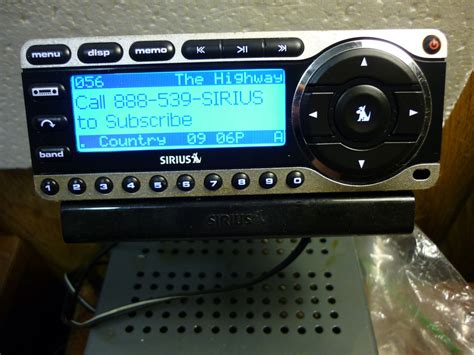 menu disp memo
056 The Highway
Call 888-539-SIRIUS
to Subscribe
. Country 09 06P A
band
SIRIUS
1 2 3 4 5 6 7 8 9 0
SIRIUS